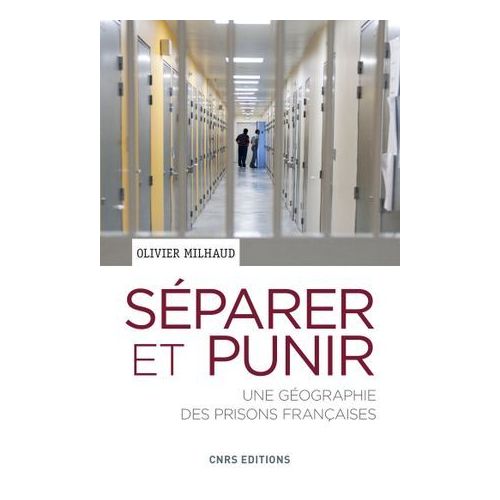 OLIVIER MILHAUD
SÉPARER
ET PUNIR
UNE GÉOGRAPHIE
DES PRISONS FRANÇAISES
CNRS EDITIONS